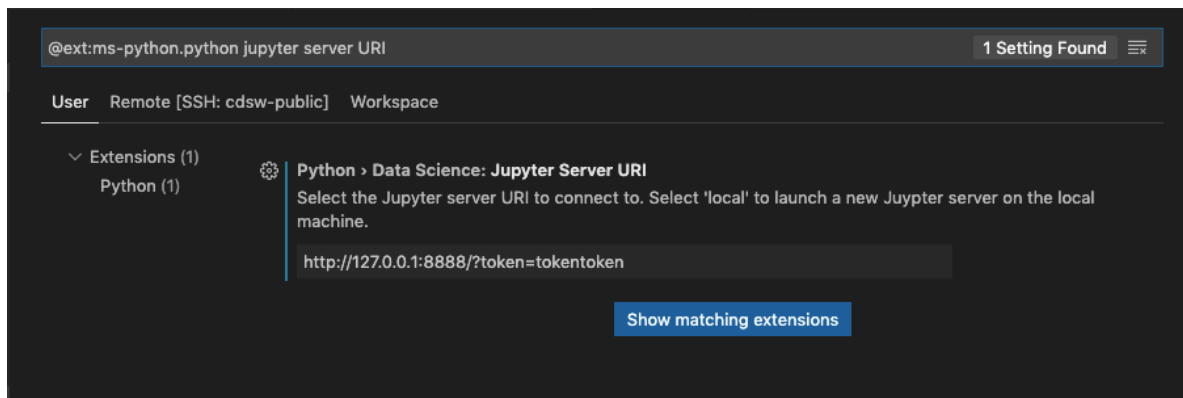 @ext:ms-python.python jupyter server URI
1 Setting Found
User Remote [SSH: cdsw-public] Workspace
Extensions (1)
Python (1)
Python › Data Science: Jupyter Server URI
Select the Jupyter server URI to connect to. Select 'local' to launch a new Juypter server on the local
machine.
http://127.0.0.1:8888/?token=tokentoken
Show matching extensions